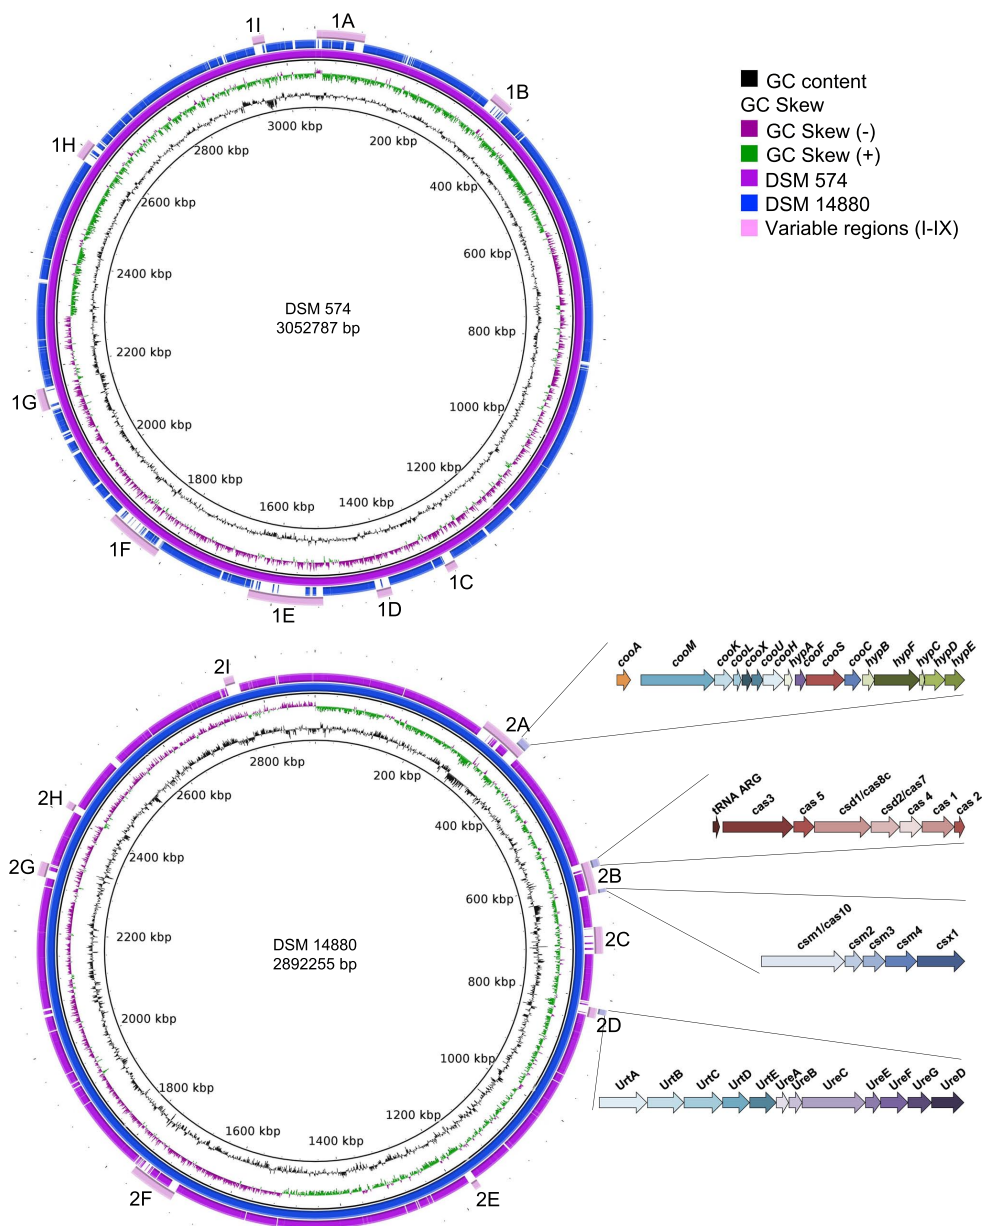 1A
1B
1C
1D
1E
1F
1G
1H
1I
3000 kbp
200 kbp
400 kbp
600 kbp
800 kbp
1000 kbp
1200 kbp
1400 kbp
1600 kbp
1800 kbp
2000 kbp
2200 kbp
2400 kbp
2600 kbp
2800 kbp
DSM 574
3052787 bp
GC content
GC Skew
GC Skew (-)
GC Skew (+)
DSM 574
DSM 14880
Variable regions (I-IX)
2A
2B
2C
2D
2E
2F
2G
2H
2I
200 kbp
400 kbp
600 kbp
800 kbp
1000 kbp
1200 kbp
1400 kbp
1600 kbp
1800 kbp
2000 kbp
2200 kbp
2400 kbp
2600 kbp
2800 kbp
DSM 14880
2892255 bp
cooA cooM cooK cooL cooX cooU cooH hypA cooF cooS cooC hypB hypF hypC hypD hypE
tRNA ARG cas3 cas 5 csd1/cas8c csd2/cas7 cas 4 cas 1 cas 2
csm1/cas10 csm2 csm3 csm4 csx1
UrtA UrtB UrtC UrtD UrtE UreA UreB UreC UreE UreF UreG UreD